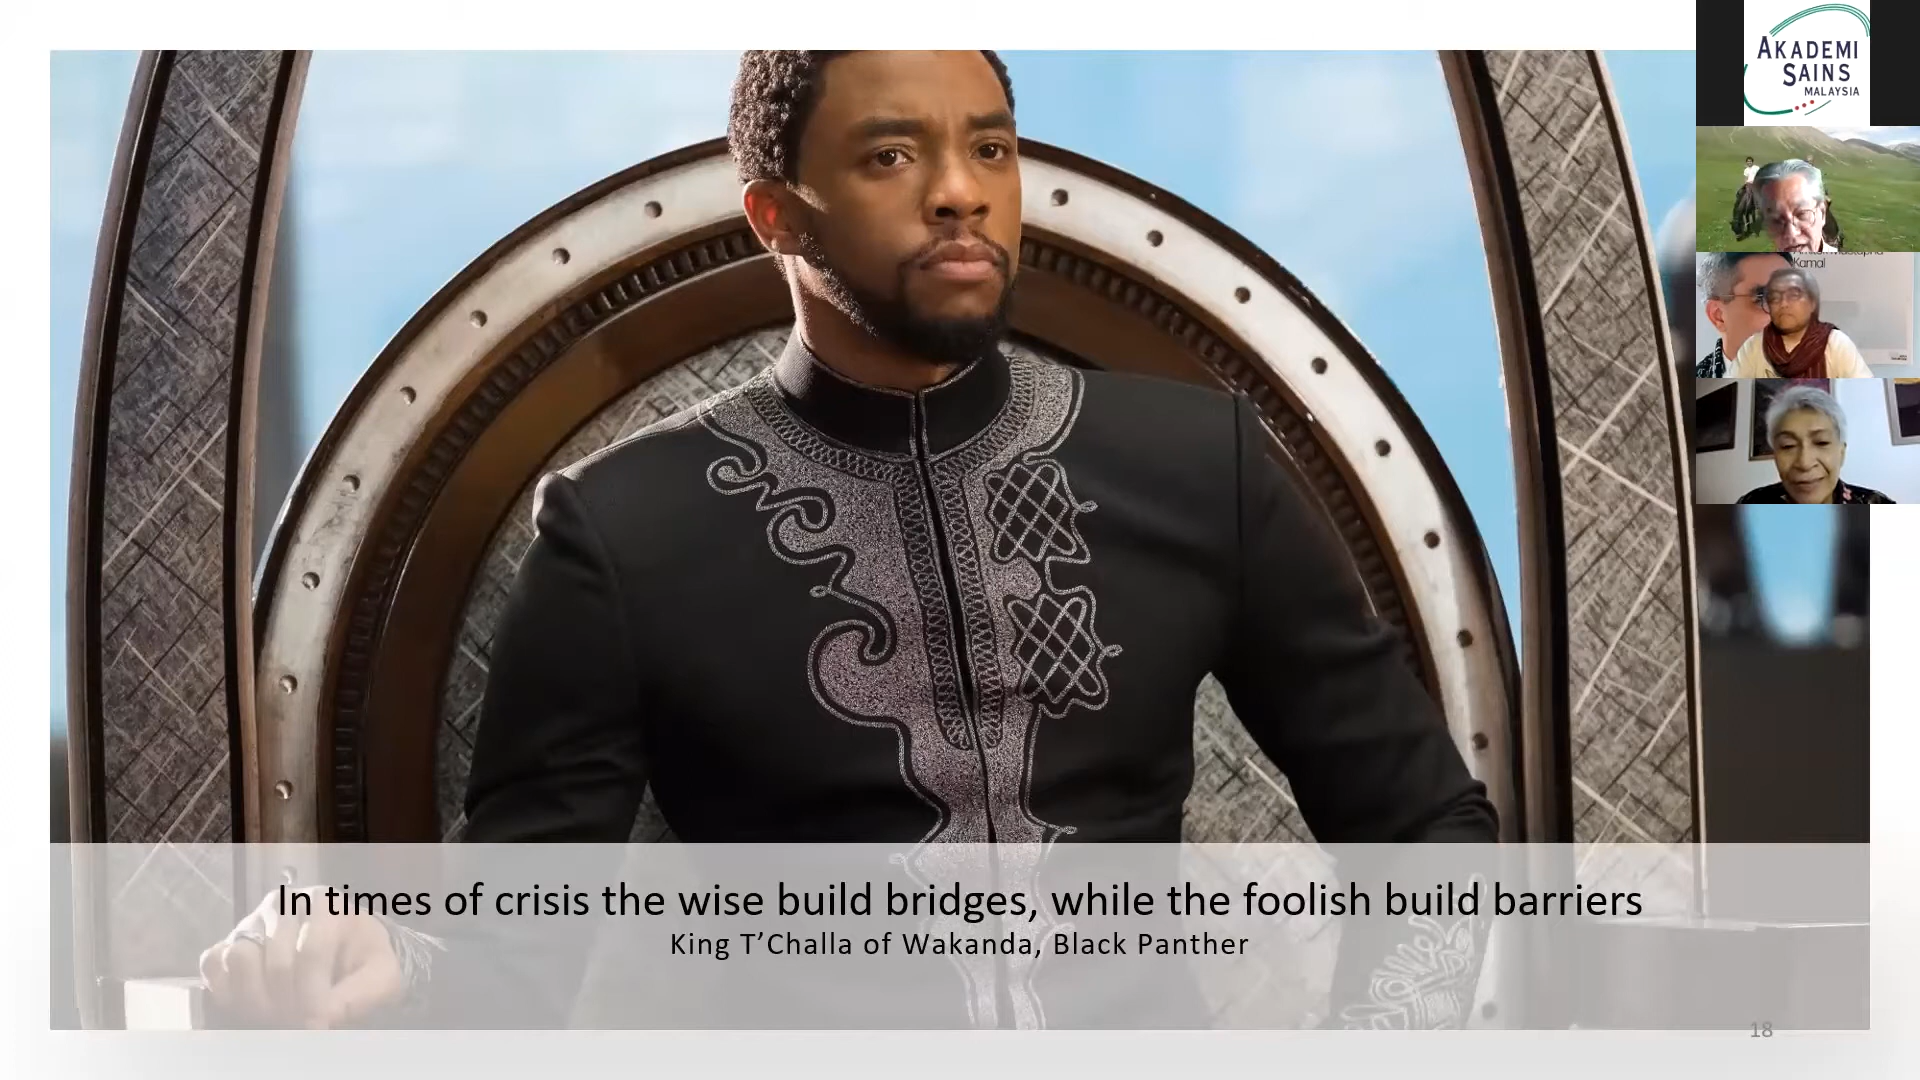 AKADEMI
SAINS
MALAYSIA
Kamal
In times of crisis the wise build bridges, while the foolish build barriers
King T’Challa of Wakanda, Black Panther
18